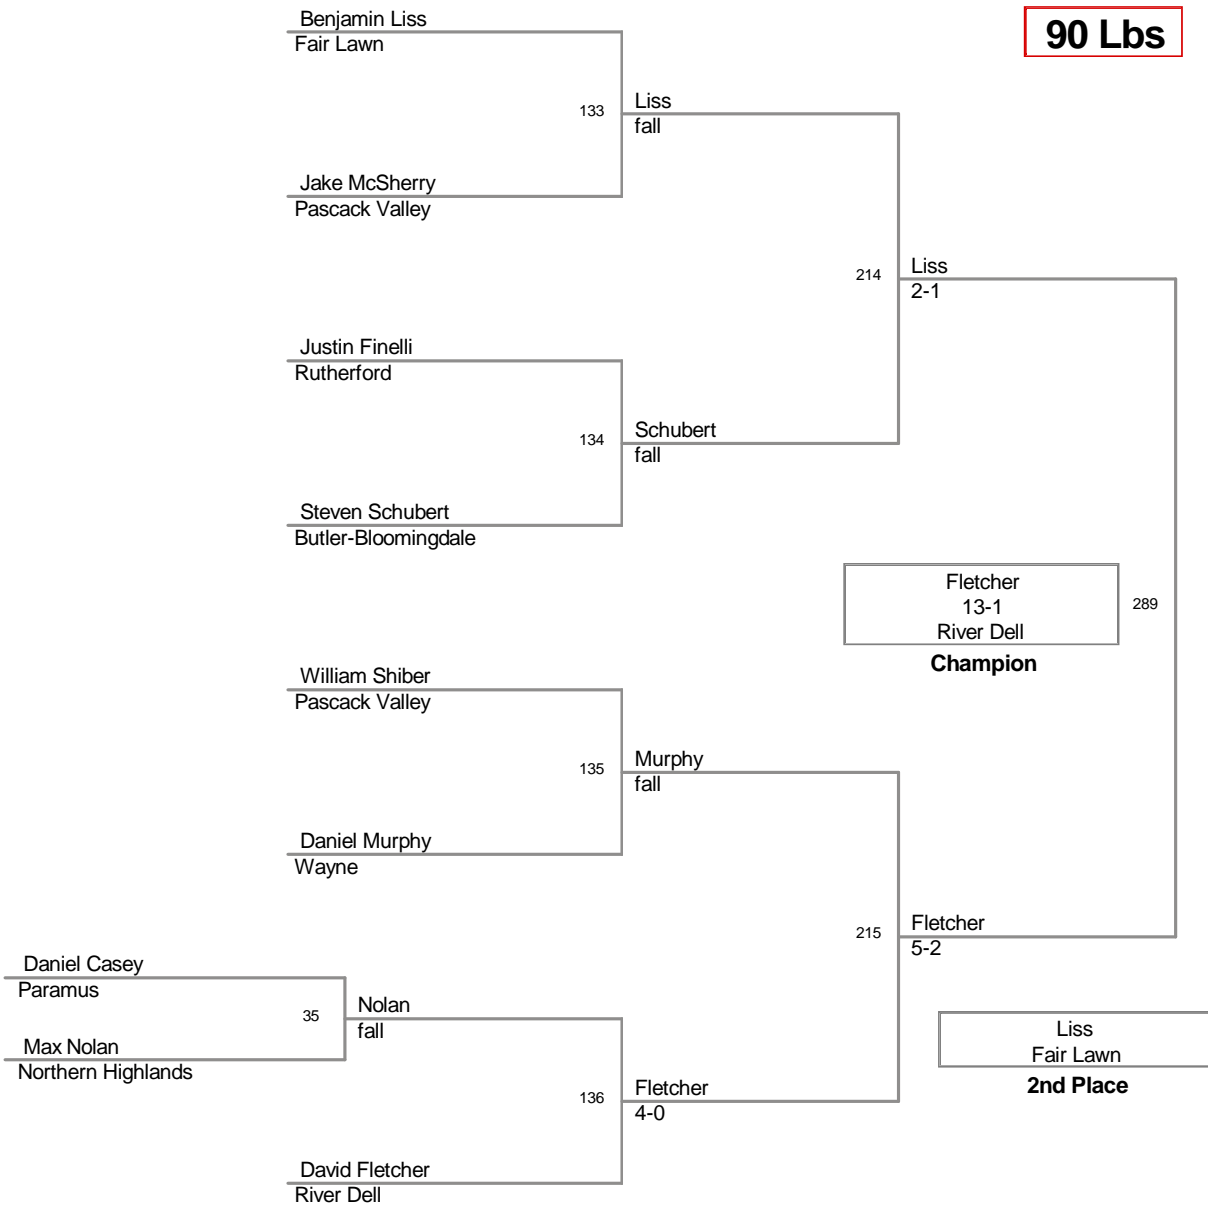 Benjamin Liss
Fair Lawn
90 Lbs
133
Liss
fall
Jake McSherry
Pascack Valley
214
Liss
2-1
Justin Finelli
Rutherford
134
Schubert
fall
Steven Schubert
Butler-Bloomingdale
Fletcher
13-1
River Dell
289
Champion
William Shiber
Pascack Valley
135
Murphy
fall
Daniel Murphy
Wayne
215
Fletcher
5-2
Daniel Casey
Paramus
35
Nolan
fall
Max Nolan
Northern Highlands
Liss
Fair Lawn
2nd Place
136
Fletcher
4-0
David Fletcher
River Dell